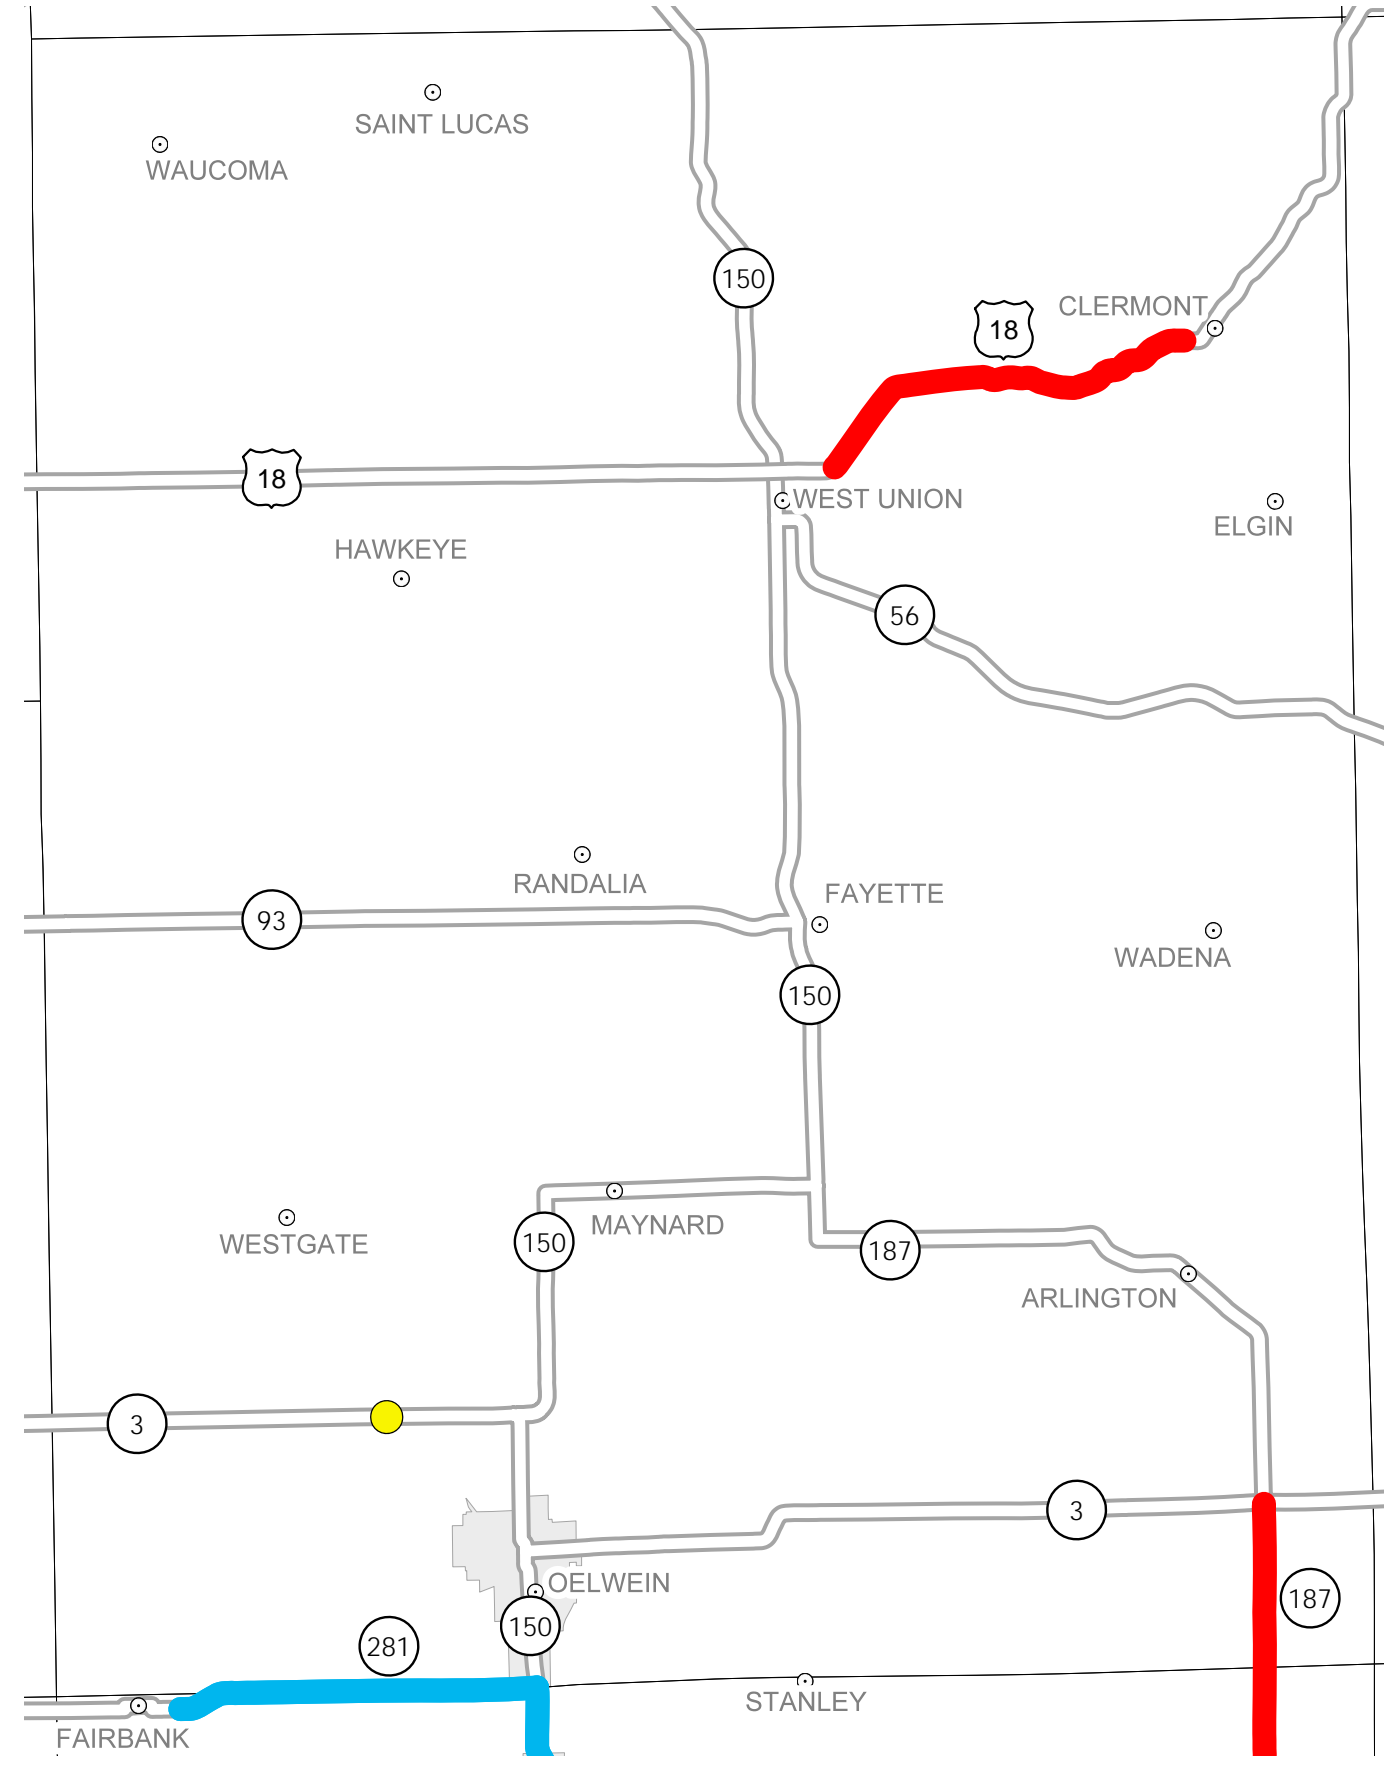 SAINT LUCAS
WAUCOMA
150
CLERMONT
18
18
WEST UNION
ELGIN
HAWKEYE
56
RANDALIA
FAYETTE
93
WADENA
150
MAYNARD
WESTGATE
150
187
ARLINGTON
3
3
OELWEIN
187
150
281
STANLEY
FAIRBANK